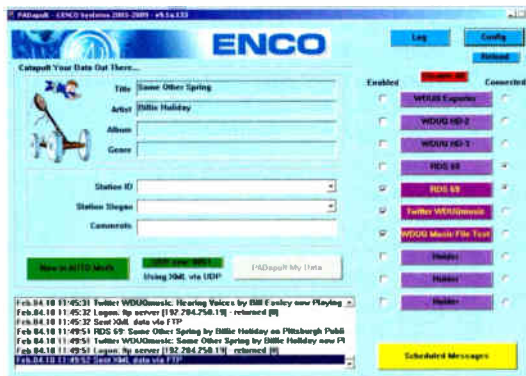 PADapult - ENCO Systems 2003-2009 - v9.1a.133
ENCO
Log
Config
Reload
Catapult Your Data Out There...
Title Some Other Spring
Artist Billie Holiday
Album
Genre
Station ID
Station Slogan
Comments
Now in AUTO Mode
Using XML via UDP
PADapult My Data
Enabled
Connected
WDUQ Exporter
WDUQ HD-2
WDUQ HD-3
RDS 68
RDS 69
Twitter WDUQmusic
WDUQ Music File Test
Holder
Holder
Holder
Scheduled Messages
Feb.04.10 11:45:31 Twitter WDUQmusic: Hearing Voices by Bill Easley now Playing
Feb.04.10 11:45:32 Logon: ftp server [192.204.250.19] - returned [0]
Feb.04.10 11:45:32 Sent XML data via FTP
Feb.04.10 11:49:51 RDS 69: Some Other Spring by Billie Holiday on Pittsburgh Publi
Feb.04.10 11:49:51 Twitter WDUQmusic: Some Other Spring by Billie Holiday now Pl
Feb.04.10 11:49:51 Logon: ftp server [192.204.250.19] - returned [0]
Feb.04.10 11:49:52 Sent XML data via FTP